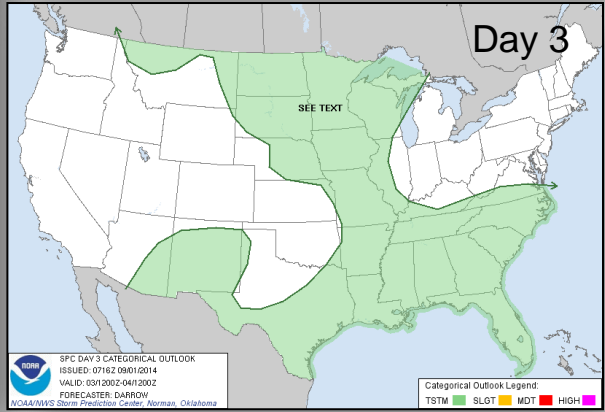 Day 3
SEE TEXT
NOAA
SPC DAY 3 CATEGORICAL OUTLOOK
ISSUED: 0716Z 09/01/2014
VALID: 03/1200Z-04/1200Z
FORECASTER: DARROW
NOAA/NWS Storm Prediction Center, Norman, Oklahoma
Categorical Outlook Legend:
TSTM SLGT MDT HIGH